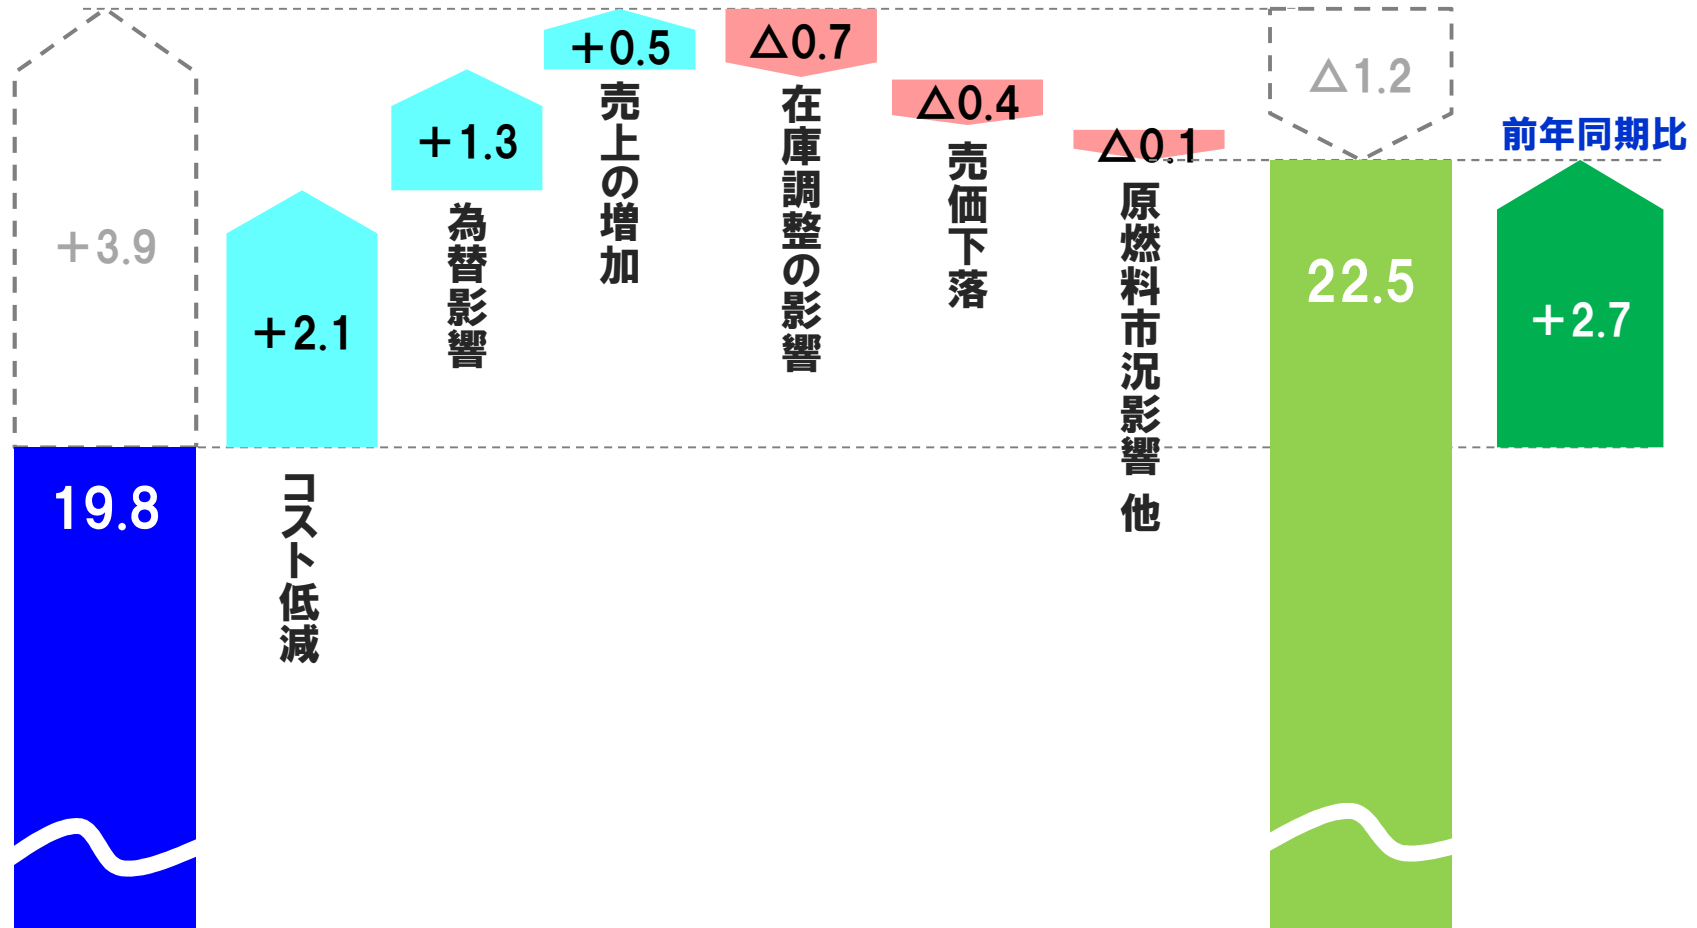 +3.9
19.8
+2.1
コスト低減
+1.3
為替影響
+0.5
売上の増加
△0.7
在庫調整の影響
△0.4
売価下落
△0.1
原燃料市況影響 他
△1.2
22.5
前年同期比
+2.7